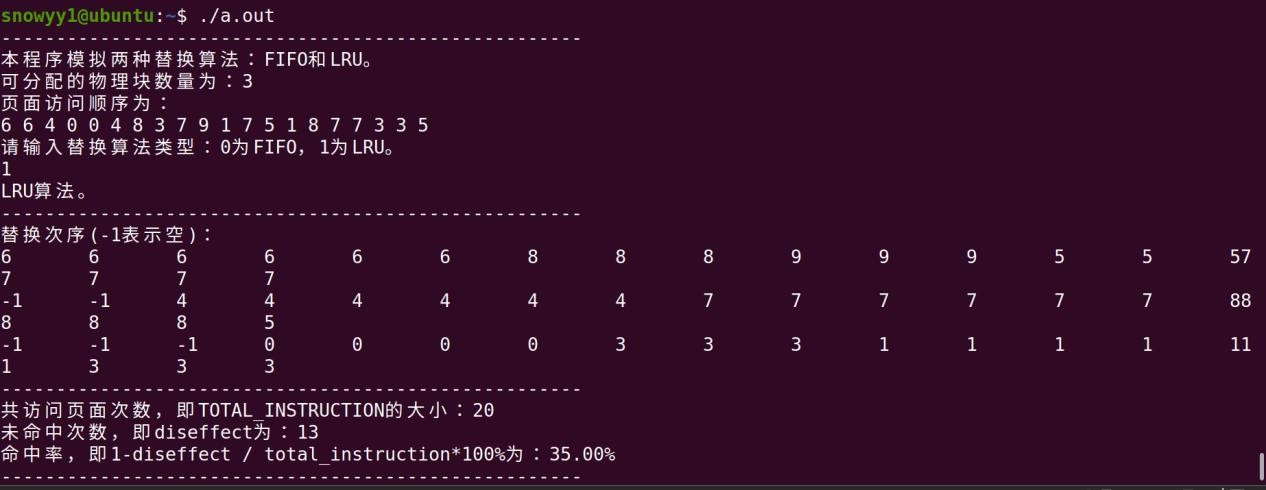 snowyy1@ubuntu:~$ ./a.out
-----------------------------------------------------
本程序模拟两种替换算法：FIFO和LRU。
可分配的物理块数量为：3
页面访问顺序为：
6 6 4 0 0 4 8 3 7 9 1 7 5 1 8 7 7 3 3 5
请输入替换算法类型：0为FIFO，1为LRU。
1
LRU算法。
-----------------------------------------------------
替换次序(-1表示空)：
6 6 6 6 6 6 8 8 8 9 9 9 5 5 57
7 7 7 7
-1 -1 4 4 4 4 4 4 7 7 7 7 7 7 88
8 8 8 5
-1 -1 -1 0 0 0 0 3 3 3 1 1 1 1 11
1 3 3 3
-----------------------------------------------------
共访问页面次数，即TOTAL_INSTRUCTION的大小：20
未命中次数，即diseffect为：13
命中率，即1-diseffect / total_instruction*100%为：35.00%
-----------------------------------------------------